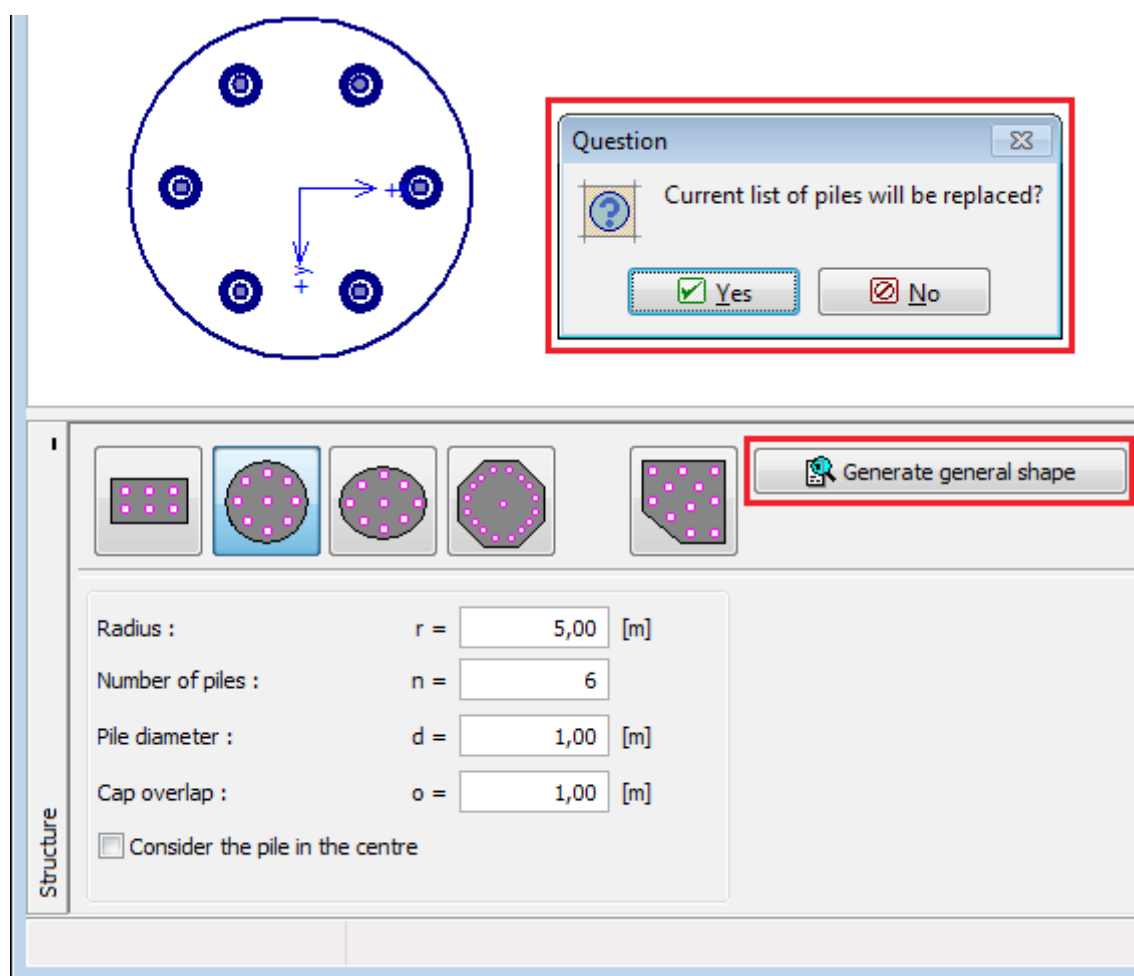 Question
Current list of piles will be replaced?
Yes
No
+
+y
Generate general shape
Radius : r = 5,00 [m]
Number of piles : n = 6
Pile diameter : d = 1,00 [m]
Cap overlap : o = 1,00 [m]
Consider the pile in the centre
Structure